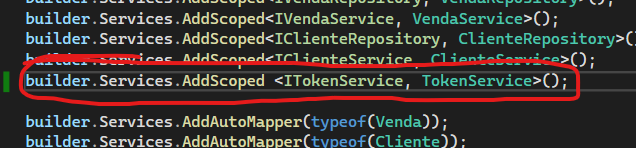 builder.Services.AddScoped<IVendaRepository, VendaRepository>();
builder.Services.AddScoped<IVendaService, VendaService>();
builder.Services.AddScoped<IClienteRepository, ClienteRepository>()
builder.Services.AddScoped<IClienteService, ClienteService>();
builder.Services.AddScoped <ITokenService, TokenService>();
builder.Services.AddAutoMapper(typeof(Venda));
builder.Services.AddAutoMapper(typeof(Cliente));